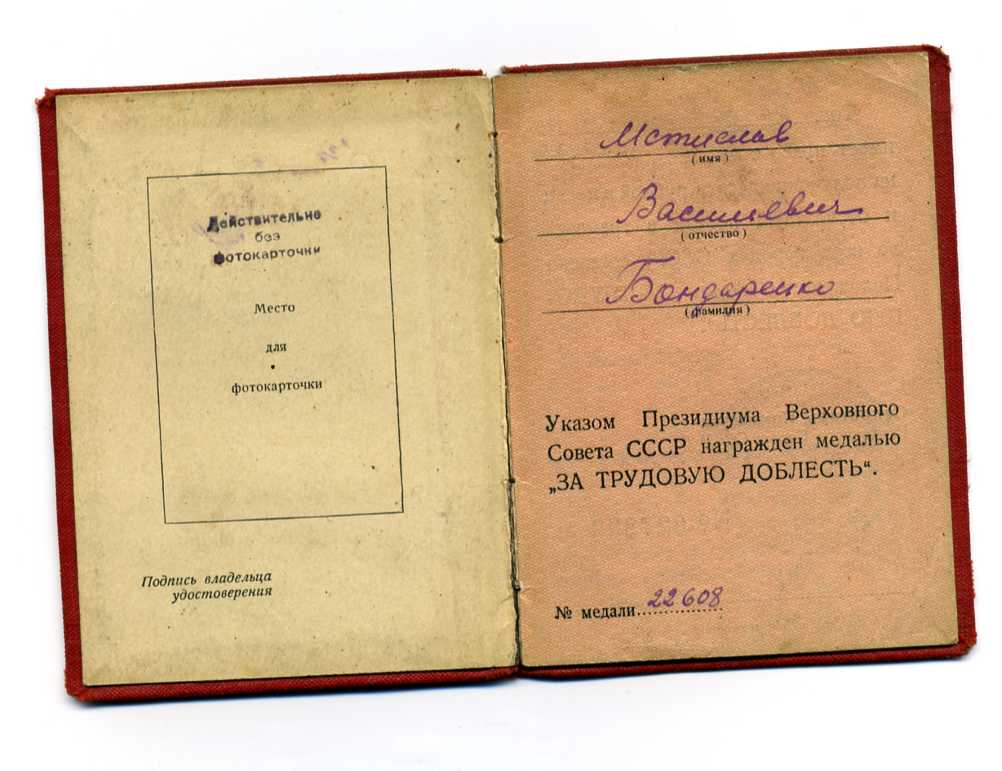 Действительно
без
фотокарточки
Место
для
фотокарточки
Подпись владельца
удостоверения
Мстислав
(имя)
Васильевич
(отчество)
Бондаренко
(фамилия)
Указом Президиума Верховного
Совета СССР награжден медалью
„ЗА ТРУДОВУЮ ДОБЛЕСТЬ“.
№ медали 22608